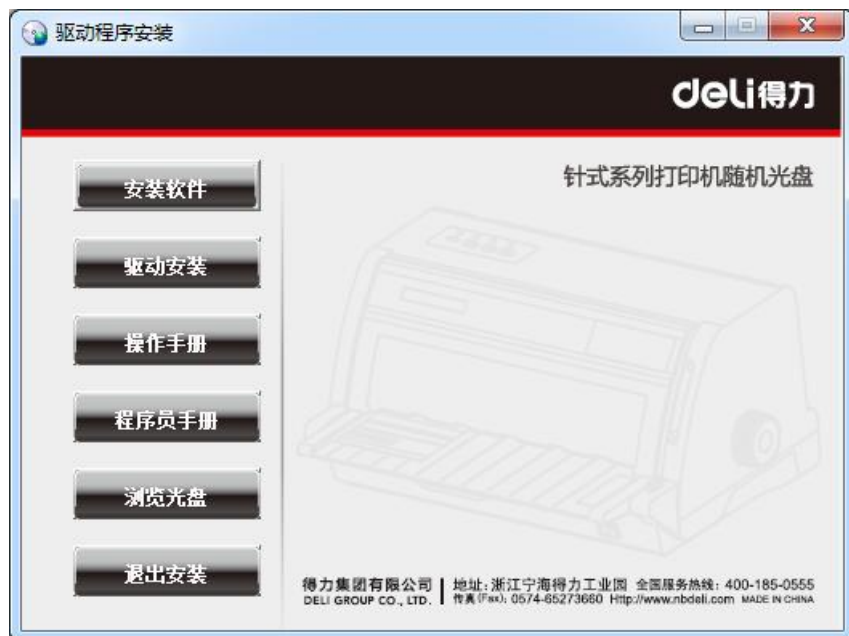 驱动程序安装
deli得力
针式系列打印机随机光盘
安装软件
驱动安装
操作手册
程序员手册
浏览光盘
退出安装
得力集团有限公司
DELI GROUP CO., LTD.
地址: 浙江宁海得力工业园 全国服务热线: 400-185-0555
传真(Fax): 0574-65273660 Http://www.nbdeli.com MADE IN CHINA